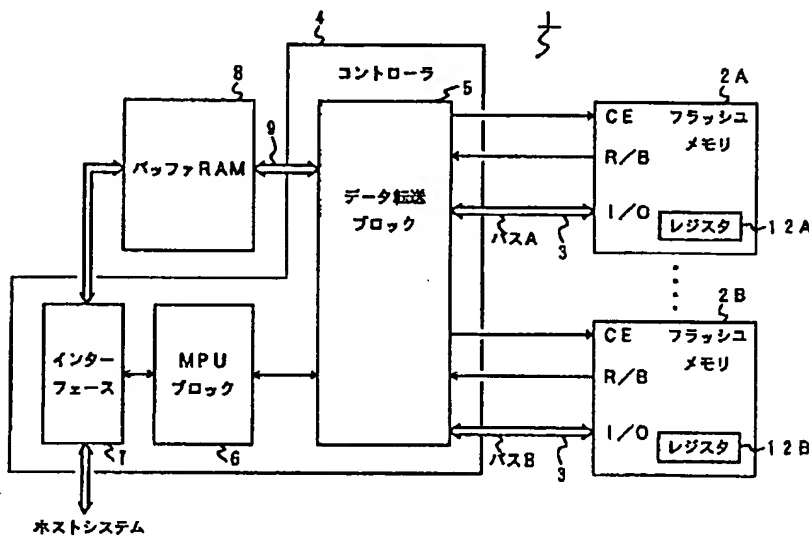 4
1
コントローラ
8
5
2A
9
CE
フラッシュ
メモリ
バッファRAM
R/B
データ転送
ブロック
I/O
バスA
3
レジスタ
12A
2B
CE
フラッシュ
メモリ
インター
フェース
MPU
ブロック
R/B
I/O
バスB
3
レジスタ
12B
7
6
ホストシステム